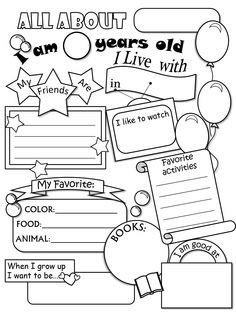 ALL ABOUT
I am years old
I Live with
in
My
Friends
Are
I like to watch
Favorite
activities
My Favorite:
COLOR:
FOOD:
ANIMAL:
BOOKS:
I am good at
When I grow up
I want to be...